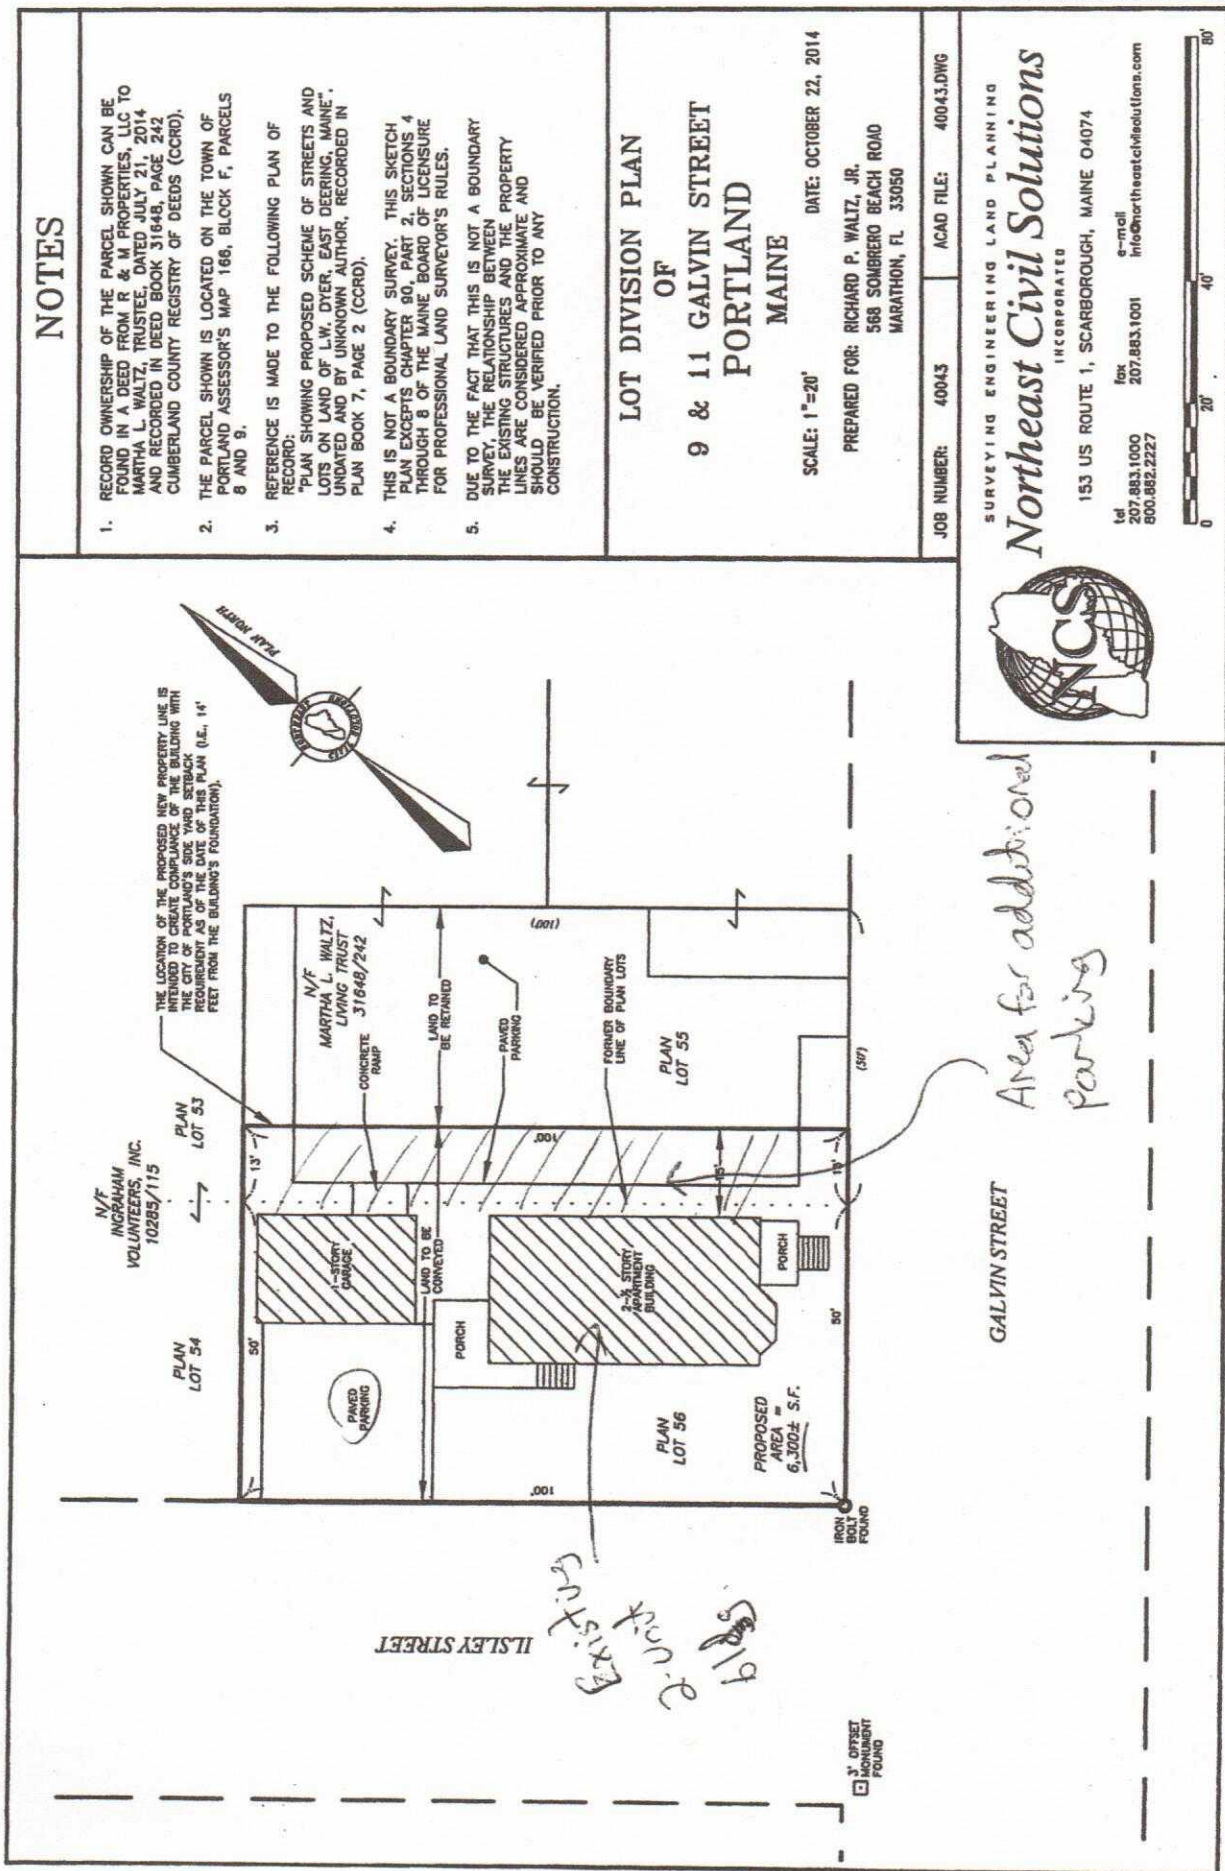 NOTES
1. RECORD OWNERSHIP OF THE PARCEL SHOWN CAN BE
FOUND IN A DEED FROM R & M PROPERTIES, LLC TO
MARTHA L. WALTZ, TRUSTEE, DATED JULY 21, 2014
AND RECORDED IN DEED BOOK 31648, PAGE 242
CUMBERLAND COUNTY REGISTRY OF DEEDS (CCRD).
2. THE PARCEL SHOWN IS LOCATED ON THE TOWN OF
PORTLAND ASSESSOR'S MAP 166, BLOCK F, PARCELS
8 AND 9.
3. REFERENCE IS MADE TO THE FOLLOWING PLAN OF
RECORD:
"PLAN SHOWING PROPOSED SCHEME OF STREETS AND
LOTS ON LAND OF L.W. DYER, EAST DEERING, MAINE".
UNDATED AND BY UNKNOWN AUTHOR, RECORDED IN
PLAN BOOK 7, PAGE 2 (CCRD).
4. THIS IS NOT A BOUNDARY SURVEY. THIS SKETCH
PLAN EXCEPTS CHAPTER 90, PART 2, SECTIONS 4
THROUGH 8 OF THE MAINE BOARD OF LICENSURE
FOR PROFESSIONAL LAND SURVEYOR'S RULES.
5. DUE TO THE FACT THAT THIS IS NOT A BOUNDARY
SURVEY, THE RELATIONSHIP BETWEEN
THE EXISTING STRUCTURES AND THE PROPERTY
LINES ARE CONSIDERED APPROXIMATE AND
SHOULD BE VERIFIED PRIOR TO ANY
CONSTRUCTION.
LOT DIVISION PLAN
OF
9 & 11 GALVIN STREET
PORTLAND
MAINE
SCALE: 1"=20' DATE: OCTOBER 22, 2014
PREPARED FOR: RICHARD P. WALTZ, JR.
568 SOMBRERO BEACH ROAD
MARATHON, FL 33050
JOB NUMBER: 40043 ACAD FILE: 40043.DWG
SURVEYING ENGINEERING LAND PLANNING
Northeast Civil Solutions
INCORPORATED
153 US ROUTE 1, SCARBOROUGH, MAINE 04074
tel fax e-mail
207.883.1000 207.883.1001 info@northeastcivilsolutions.com
800.882.2227
0 20' 40' 80'
NCS
PLAN NORTH
THE LOCATION OF THE PROPOSED NEW PROPERTY LINE IS
INTENDED TO CREATE COMPLIANCE OF THE BUILDING WITH
THE CITY OF PORTLAND'S SIDE YARD SETBACK
REQUIREMENT AS OF THE DATE OF THIS PLAN (I.E., 14'
FEET FROM THE BUILDING'S FOUNDATION).
N/F
INGRAHAM
VOLUNTEERS, INC.
10285/115
PLAN
LOT 54
PLAN
LOT 53
50'
13'
N/F
MARTHA L. WALTZ,
LIVING TRUST
31648/242
CONCRETE
RAMP
1-STORY
GARAGE
PAVED
PARKING
LAND TO BE
CONVEYED
LAND TO
BE RETAINED
PORCH
PAVED
PARKING
100'
100'
(100')
2-½ STORY
APARTMENT
BUILDING
FORMER BOUNDARY
LINE OF PLAN LOTS
PLAN
LOT 56
PLAN
LOT 55
PORCH
PROPOSED
AREA =
6,300± S.F.
50'
(50')
IRON
BOLT
FOUND
3" OFFSET
MONUMENT
FOUND
ILSLEY STREET
GALVIN STREET
Existing
2-unit
bldg.
Area for additional
parking